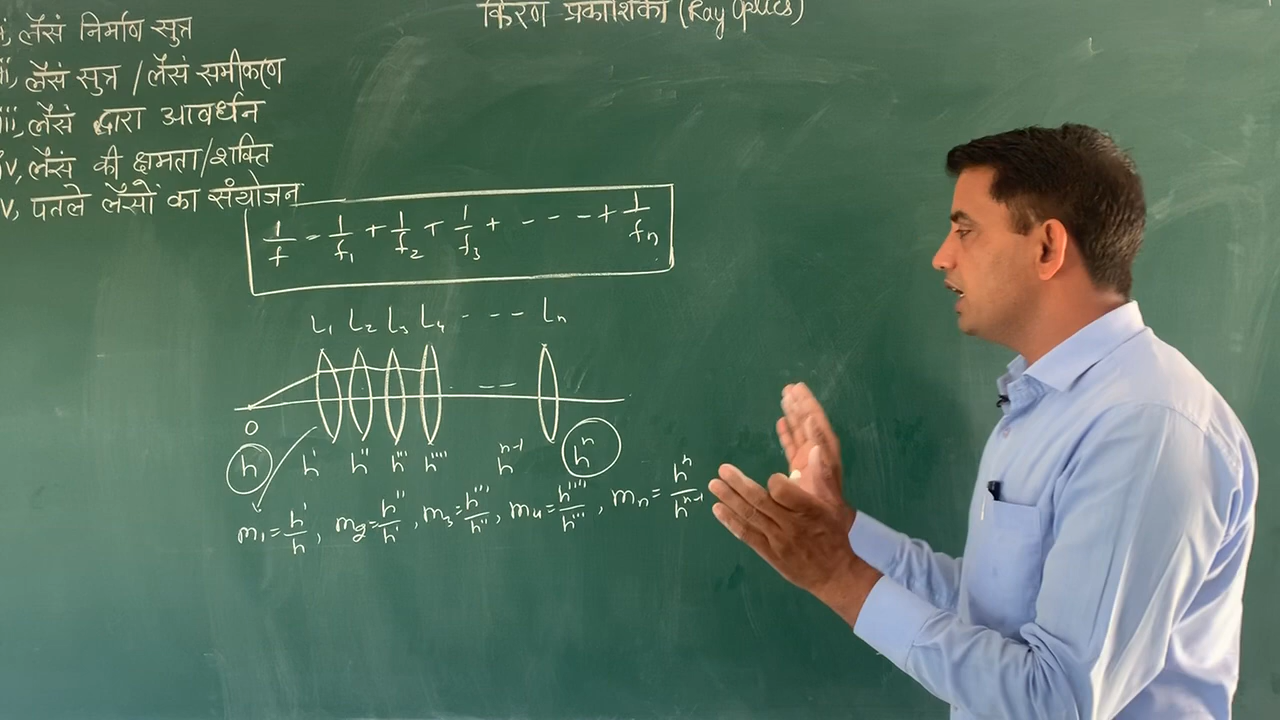 किरण प्रकाशिकी (Ray Optics)
i, लेंस निर्माण सुत्र
ii, लेंस सुत्र / लेंस समीकरण
iii, लेंस द्वारा आवर्धन
iv, लेंस की क्षमता/शक्ति
v, पतले लेंसों का संयोजन
1/f = 1/f₁ + 1/f₂ + 1/f₃ + - - - + 1/fₙ
L₁ L₂ L₃ L₄ - - - Lₙ
O
h h' h'' h''' h'''' hⁿ⁻¹ hⁿ
m₁ = h'/h, m₂ = h''/h', m₃ = h'''/h'', m₄ = h''''/h''', mₙ = hⁿ/hⁿ⁻¹